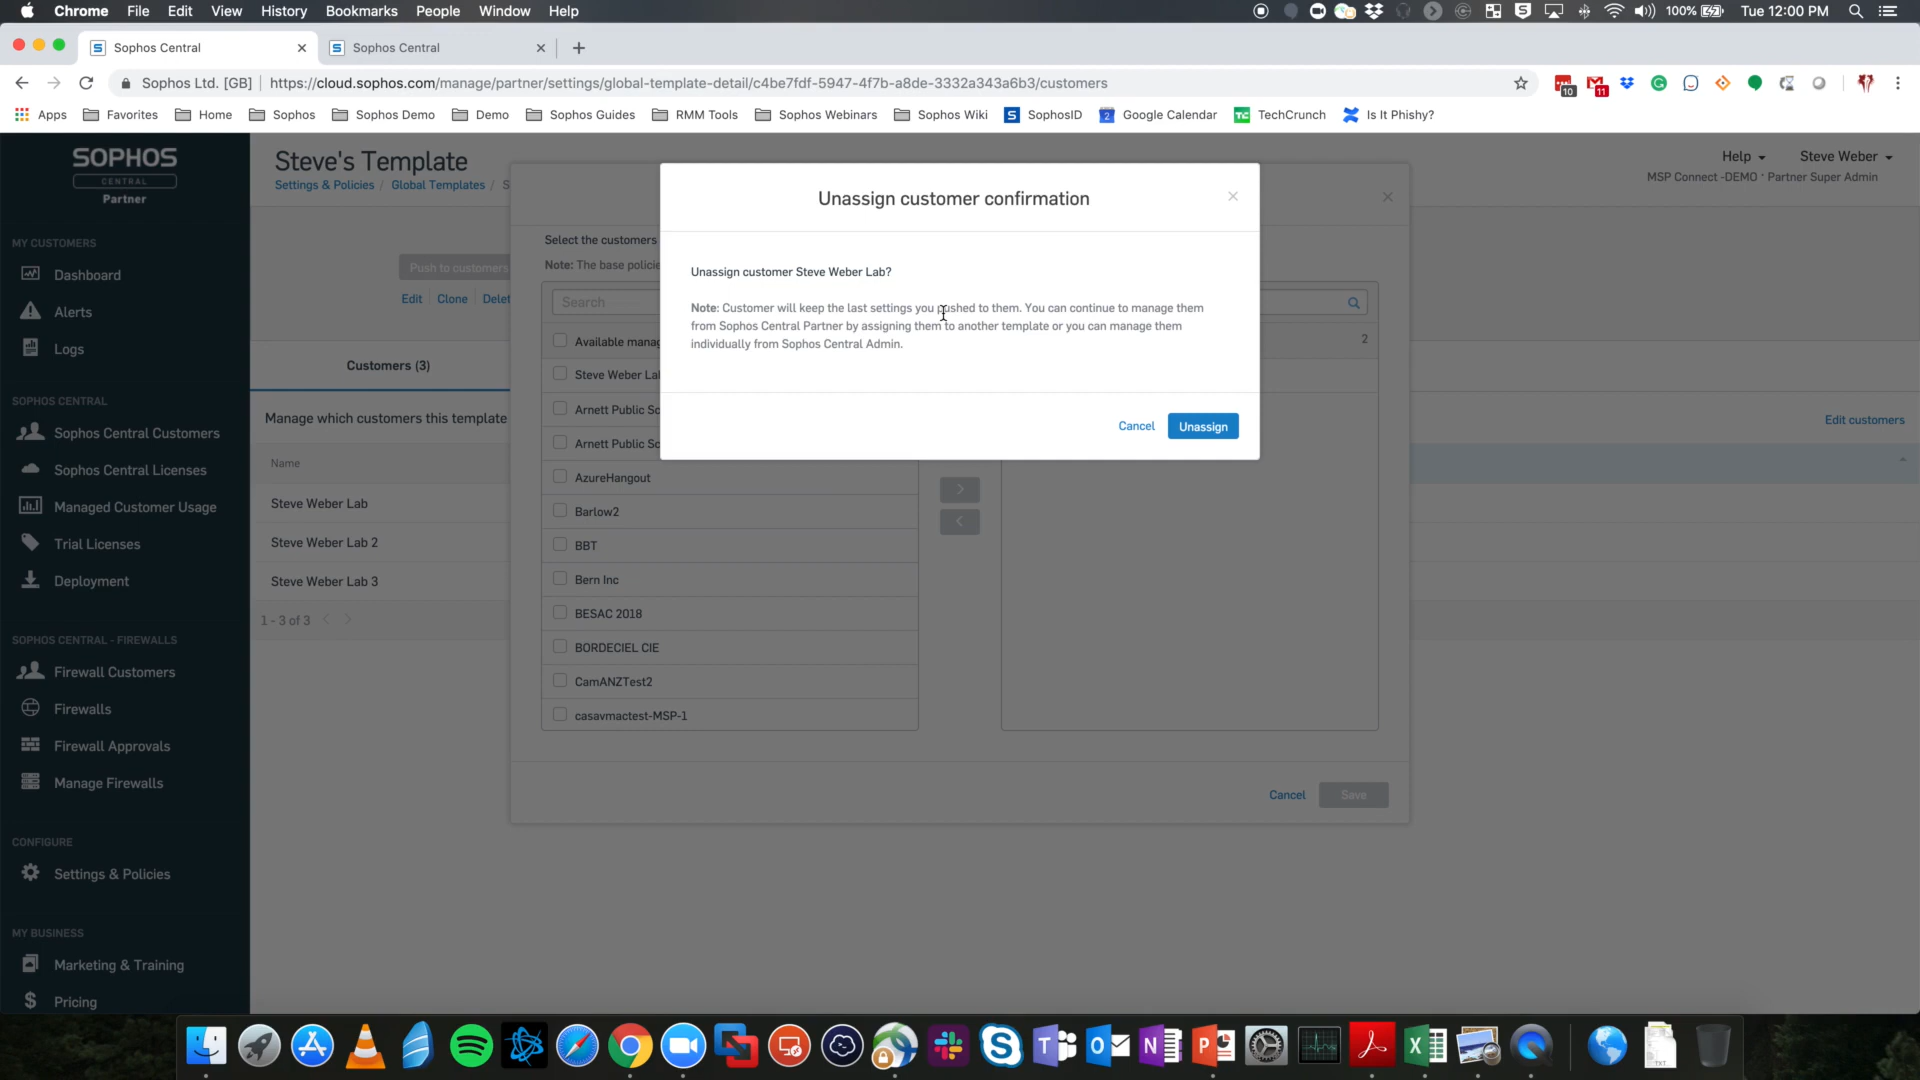 Chrome File Edit View History Bookmarks People Window Help 100% Tue 12:00 PM
Sophos Central Sophos Central
Sophos Ltd. [GB] https://cloud.sophos.com/manage/partner/settings/global-template-detail/c4be7fdf-5947-4f7b-a8de-3332a343a6b3/customers 10 11
Apps Favorites Home Sophos Sophos Demo Demo Sophos Guides RMM Tools Sophos Webinars Sophos Wiki SophosID Google Calendar TechCrunch Is It Phishy?
SOPHOS
CENTRAL
Partner
MY CUSTOMERS
Dashboard
Alerts
Logs
SOPHOS CENTRAL
Sophos Central Customers
Sophos Central Licenses
Managed Customer Usage
Trial Licenses
Deployment
SOPHOS CENTRAL - FIREWALLS
Firewall Customers
Firewalls
Firewall Approvals
Manage Firewalls
CONFIGURE
Settings & Policies
MY BUSINESS
Marketing & Training
Pricing
Steve's Template
Settings & Policies / Global Templates / S
Help Steve Weber
MSP Connect -DEMO · Partner Super Admin
Push to customers
Edit Clone Delet
Customers (3)
Manage which customers this template
Edit customers
Name
Steve Weber Lab
Steve Weber Lab 2
Steve Weber Lab 3
1 - 3 of 3
Select the customers
Note: The base policie
Search
Available manag
2
Steve Weber Lab
Arnett Public Sc
Arnett Public Sc
AzureHangout
Barlow2
BBT
Bern Inc
BESAC 2018
BORDECIEL CIE
CamANZTest2
casavmactest-MSP-1
Cancel Save
Unassign customer confirmation
Unassign customer Steve Weber Lab?
Note: Customer will keep the last settings you pushed to them. You can continue to manage them
from Sophos Central Partner by assigning them to another template or you can manage them
individually from Sophos Central Admin.
Cancel Unassign